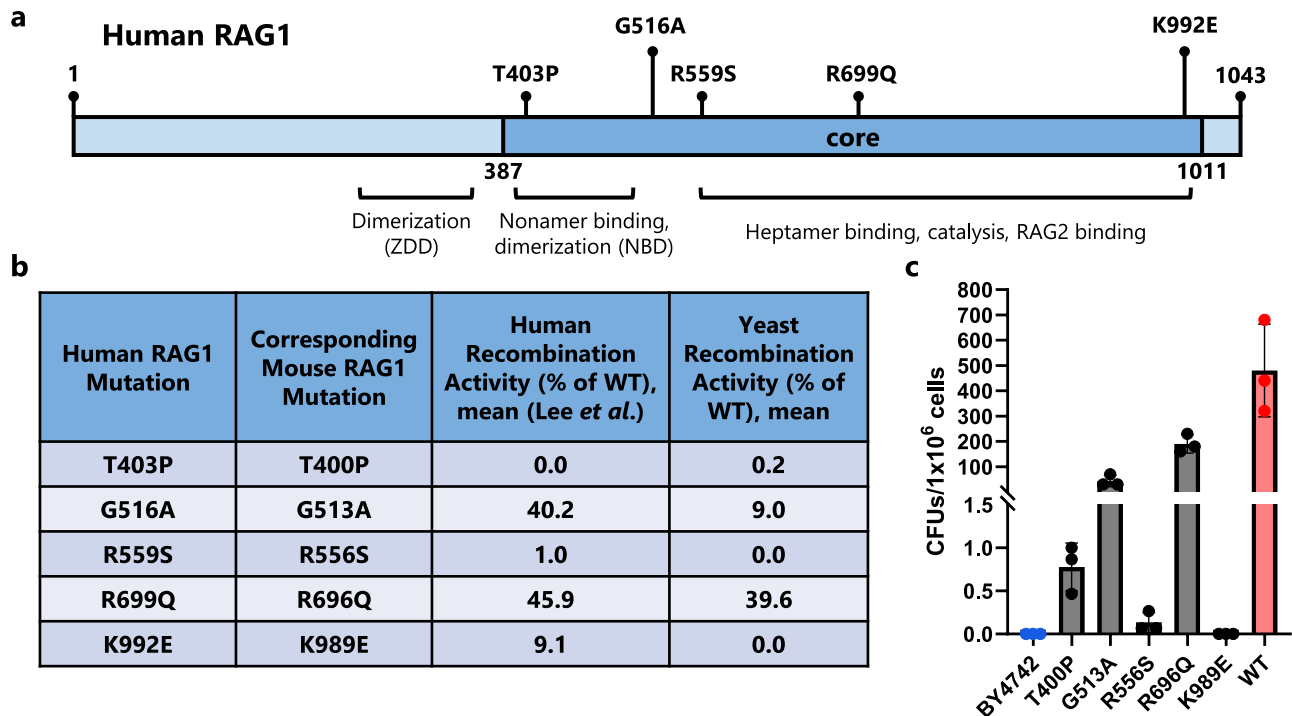 a
Human RAG1
G516A
K992E
1
T403P
R559S
R699Q
1043
core
387
1011
Dimerization
(ZDD)
Nonamer binding,
dimerization (NBD)
Heptamer binding, catalysis, RAG2 binding
b
Human RAG1
Mutation
Corresponding
Mouse RAG1
Mutation
Human
Recombination
Activity (% of WT),
mean (Lee et al.)
Yeast
Recombination
Activity (% of
WT), mean
T403P T400P 0.0 0.2
G516A G513A 40.2 9.0
R559S R556S 1.0 0.0
R699Q R696Q 45.9 39.6
K992E K989E 9.1 0.0
c
CFUs/1x10⁶ cells
800
700
600
500
400
300
200
100
1.5
1.0
0.5
0.0
BY4742
T400P
G513A
R556S
R696Q
K989E
WT